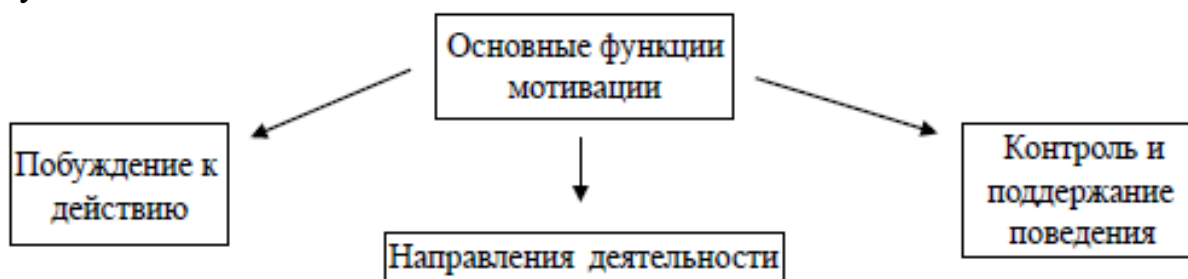 Основные функции
мотивации
Побуждение к
действию
Направления деятельности
Контроль и
поддержание
поведения